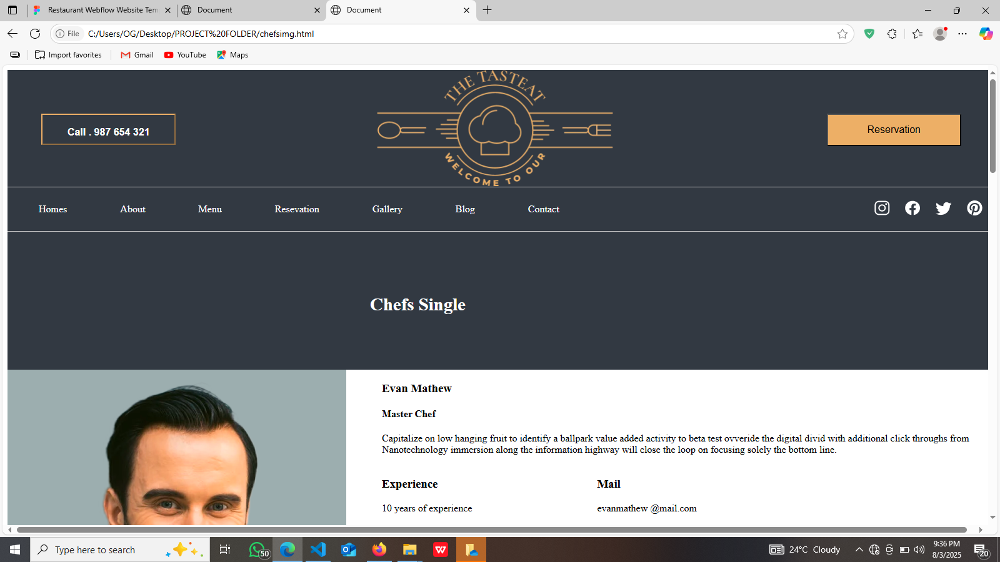 Restaurant Webflow Website Tem
Document
Document
File
C:/Users/OG/Desktop/PROJECT%20FOLDER/chefsimg.html
Import favorites
Gmail
YouTube
Maps
THE TASTEAT
WELCOME TO OUR
Call . 987 654 321
Reservation
Homes
About
Menu
Resevation
Gallery
Blog
Contact
Chefs Single
Evan Mathew
Master Chef
Capitalize on low hanging fruit to identify a ballpark value added activity to beta test ovveride the digital divid with additional click throughs from
Nanotechnology immersion along the information highway will close the loop on focusing solely the bottom line.
Experience
Mail
10 years of experience
evanmathew @mail.com
Type here to search
50
W
24°C Cloudy
9:36 PM
8/3/2025
20